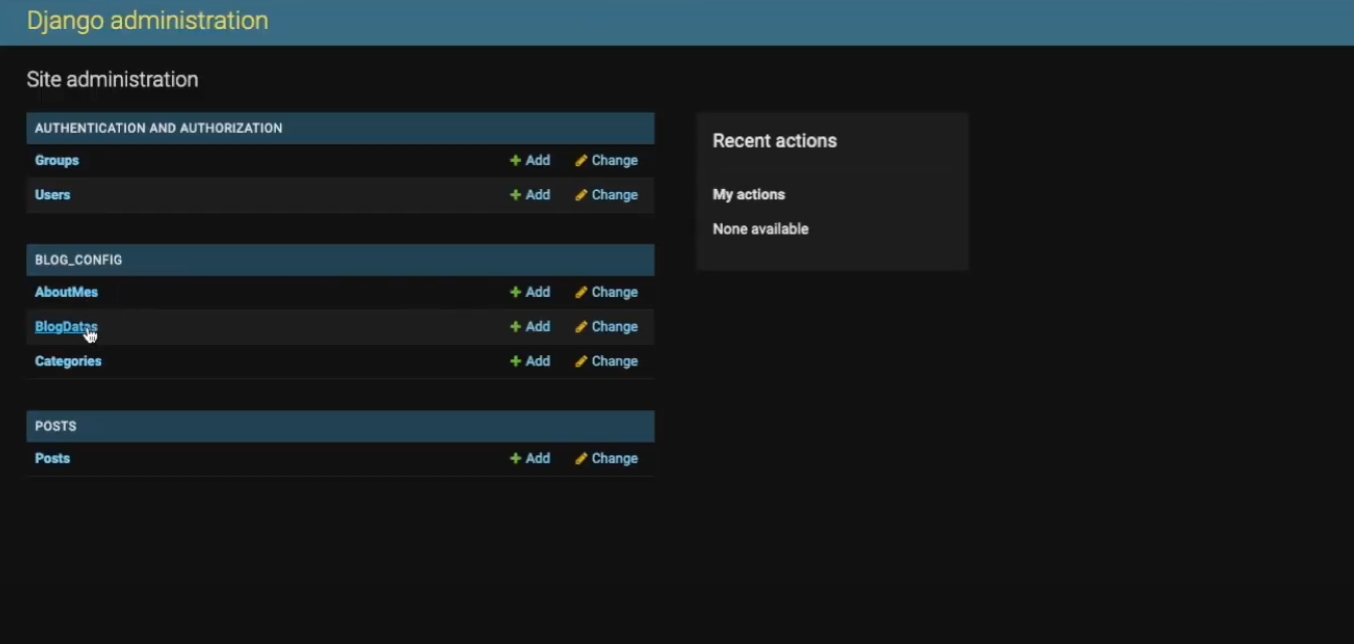 Django administration
Site administration
AUTHENTICATION AND AUTHORIZATION
Groups Add Change
Users Add Change
BLOG_CONFIG
AboutMes Add Change
BlogDatas Add Change
Categories Add Change
POSTS
Posts Add Change
Recent actions
My actions
None available